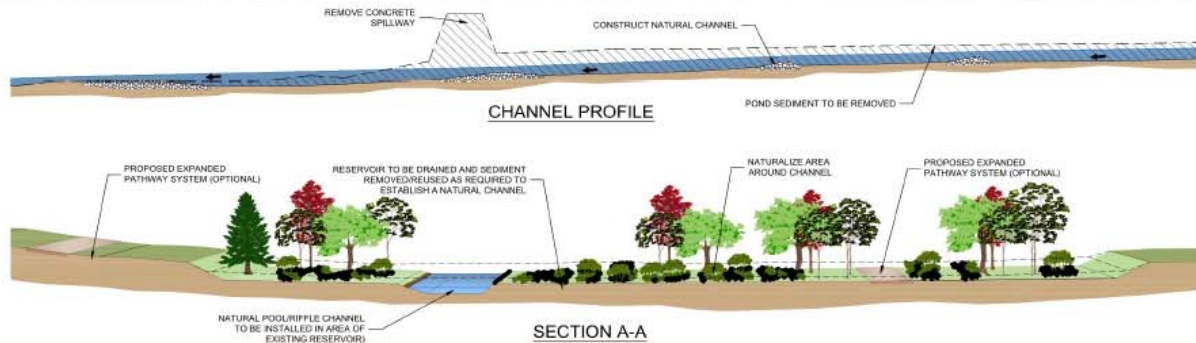 REMOVE CONCRETE
SPILLWAY
CONSTRUCT NATURAL CHANNEL
CHANNEL PROFILE
POND SEDIMENT TO BE REMOVED
PROPOSED EXPANDED
PATHWAY SYSTEM (OPTIONAL)
RESERVOIR TO BE DRAINED AND SEDIMENT
REMOVED/REUSED AS REQUIRED TO
ESTABLISH A NATURAL CHANNEL
NATURALIZE AREA
AROUND CHANNEL
PROPOSED EXPANDED
PATHWAY SYSTEM (OPTIONAL)
NATURAL POOL/RIFFLE CHANNEL
TO BE INSTALLED IN AREA OF
EXISTING RESERVOIR)
SECTION A-A